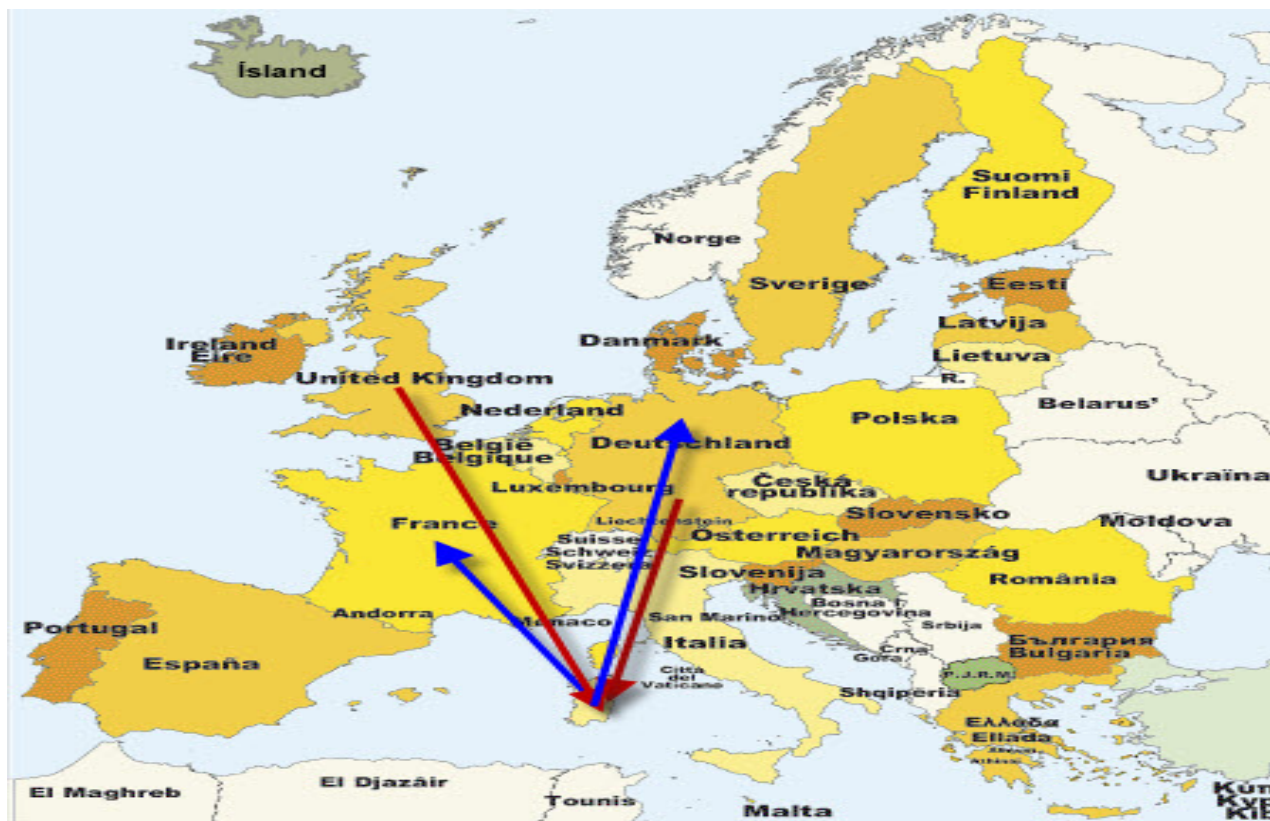 Ísland
Suomi
Finland
Norge
Sverige
Eesti
Latvija
Lietuva
R.
Danmark
Ireland
Eire
United Kingdom
Nederland
Belarus'
Polska
België
Belgique
Deutschland
Ukraïna
Luxembourg
Česká
republika
France
Slovensko
Moldova
Liechtenstein
Österreich
Suisse
Schweiz
Svizzera
Magyarország
Slovenija
România
Hrvatska
Bosna i
Hercegovina
Andorra
Monaco
San Marino
Srbija
Portugal
España
Italia
Crna
Gora
България
Bulgaria
Città
del
Vaticano
P.J.R.M.
Shqipëria
Ελλάδα
Ellada
El Maghreb
El Djazâir
Tounis
Malta